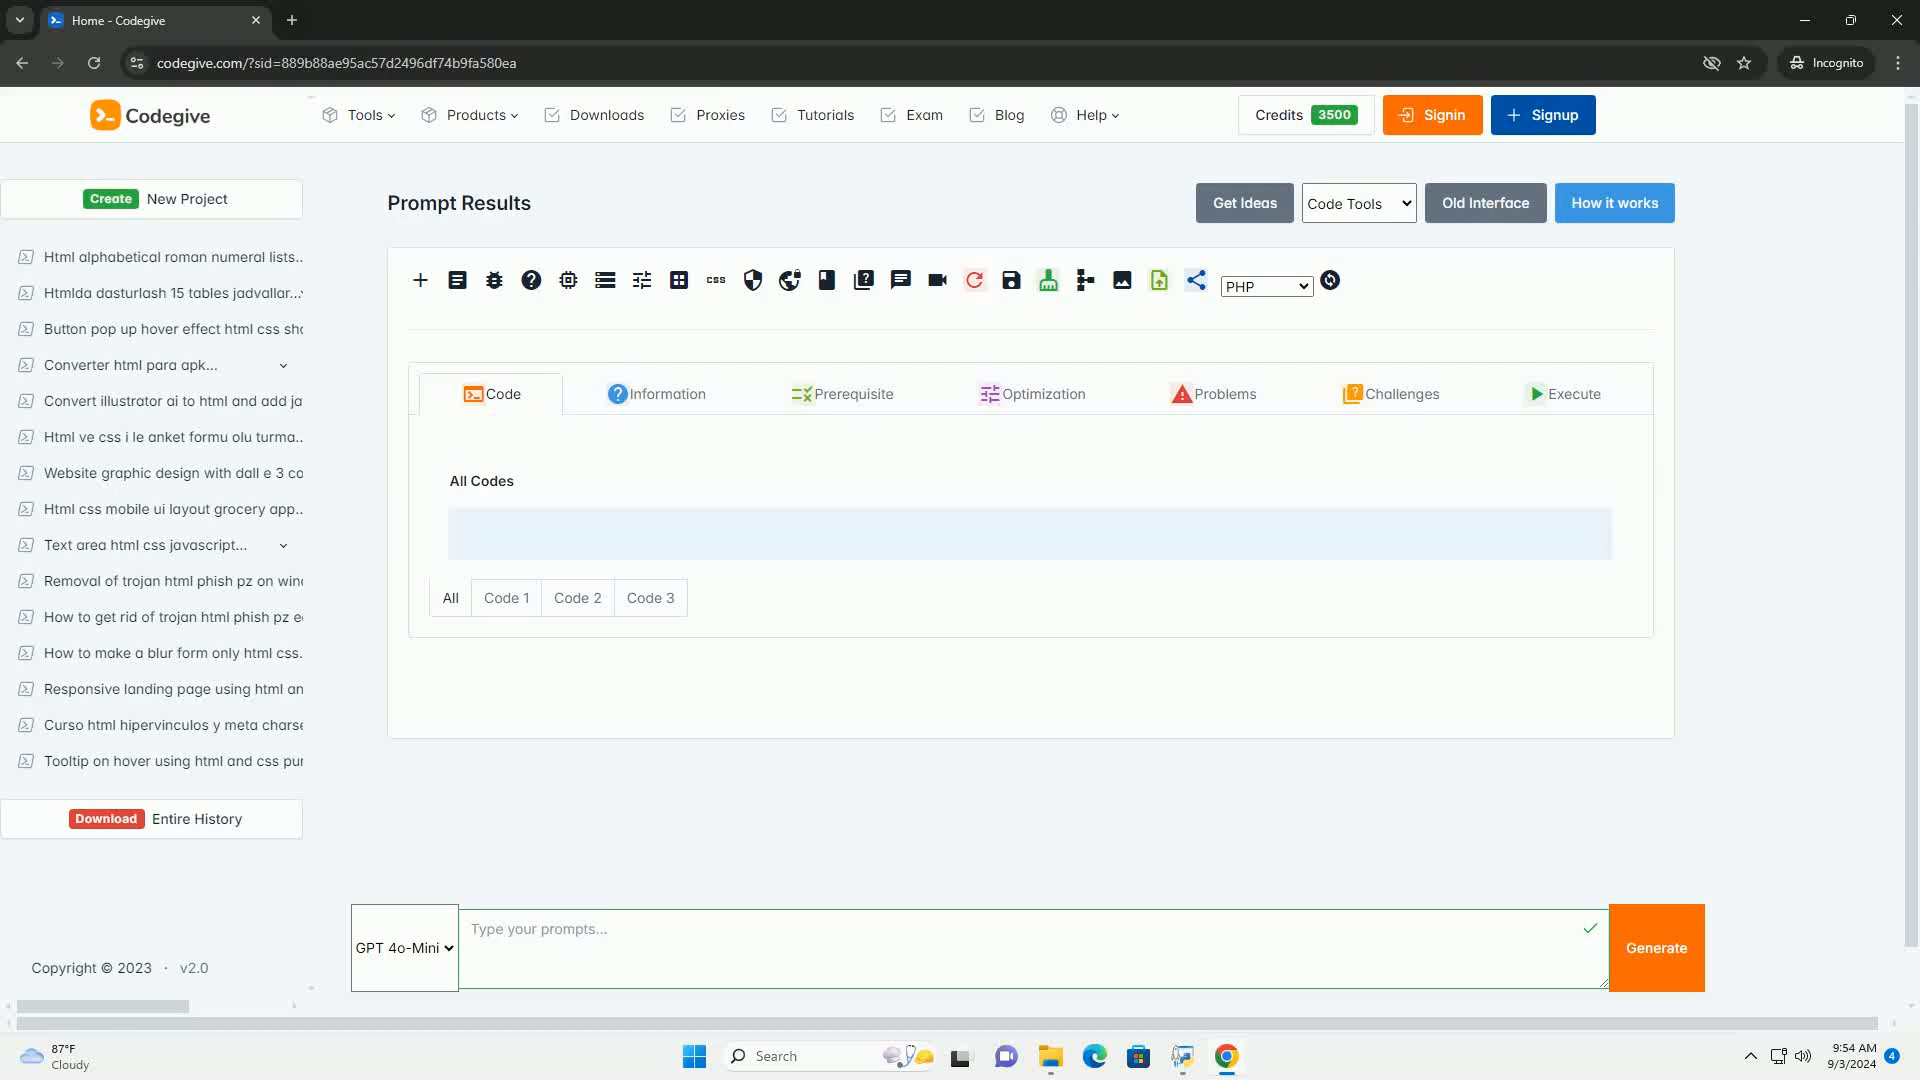 Home - Codegive
codegive.com/?sid=889b88ae95ac57d2496df74b9fa580ea
Incognito
Codegive
Tools
Products
Downloads
Proxies
Tutorials
Exam
Blog
Help
Credits 3500
Signin
Signup
Create New Project
Html alphabetical roman numeral lists..
Htmlda dasturlash 15 tables jadvallar...
Button pop up hover effect html css sho
Converter html para apk...
Convert illustrator ai to html and add ja
Html ve css i le anket formu olu turma..
Website graphic design with dall e 3 co
Html css mobile ui layout grocery app..
Text area html css javascript...
Removal of trojan html phish pz on wind
How to get rid of trojan html phish pz e
How to make a blur form only html css.
Responsive landing page using html an
Curso html hipervinculos y meta charse
Tooltip on hover using html and css pur
Download Entire History
Copyright © 2023 · v2.0
Prompt Results
Get Ideas
Code Tools
Old Interface
How it works
css
PHP
Code
Information
Prerequisite
Optimization
Problems
Challenges
Execute
All Codes
All
Code 1
Code 2
Code 3
GPT 4o-Mini
Type your prompts...
Generate
87°F
Cloudy
Search
9:54 AM
9/3/2024
4